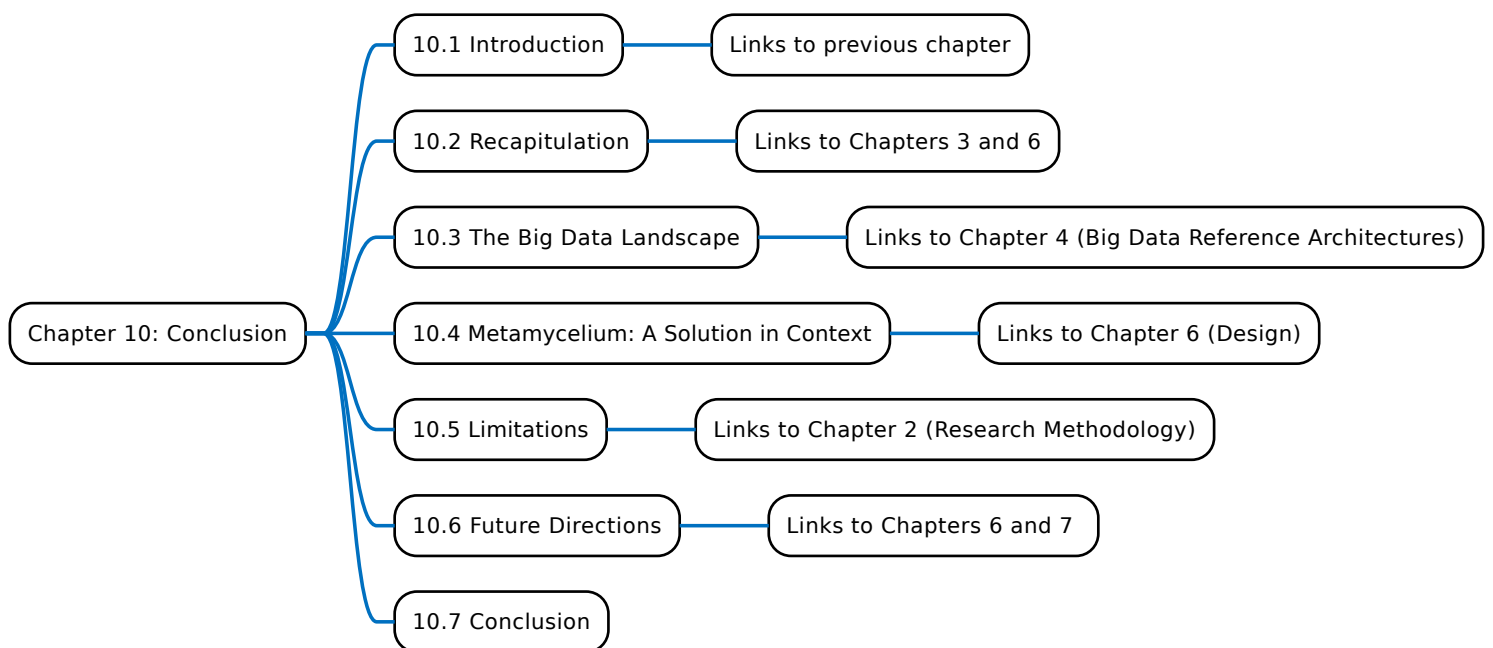 10.1 Introduction
Links to previous chapter
10.2 Recapitulation
Links to Chapters 3 and 6
10.3 The Big Data Landscape
Links to Chapter 4 (Big Data Reference Architectures)
Chapter 10: Conclusion
10.4 Metamycelium: A Solution in Context
Links to Chapter 6 (Design)
10.5 Limitations
Links to Chapter 2 (Research Methodology)
10.6 Future Directions
Links to Chapters 6 and 7
10.7 Conclusion